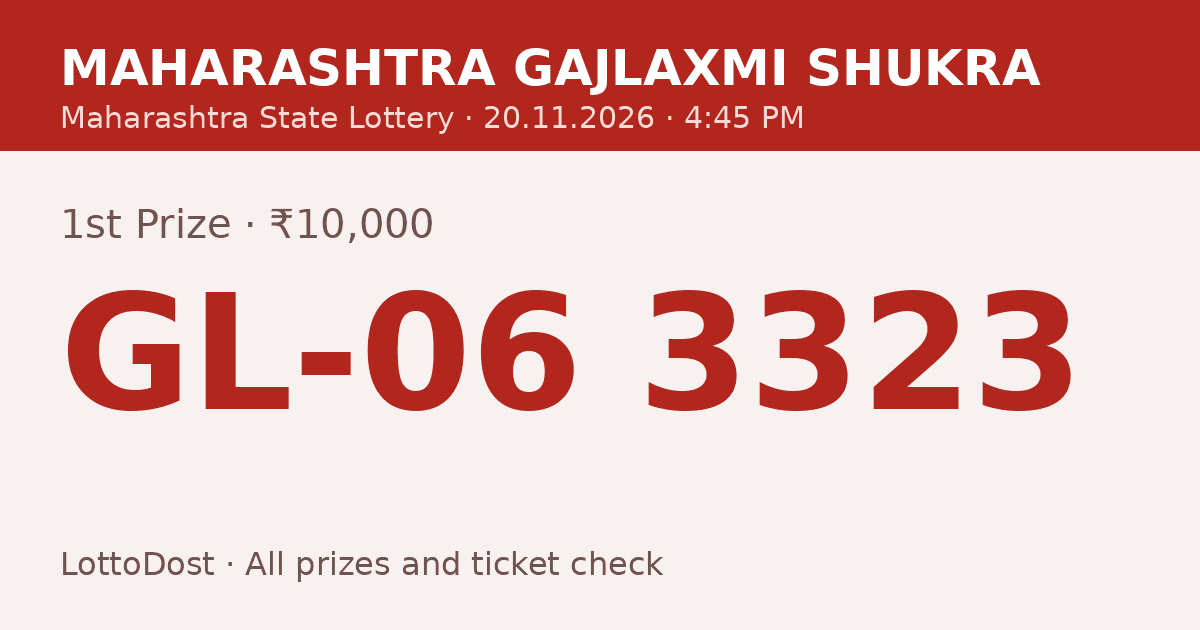 MAHARASHTRA GAJLAXMI SHUKRA
Maharashtra State Lottery · 20.11.2026 · 4:45 PM
1st Prize · ₹10,000
GL-06 3323
LottoDost · All prizes and ticket check